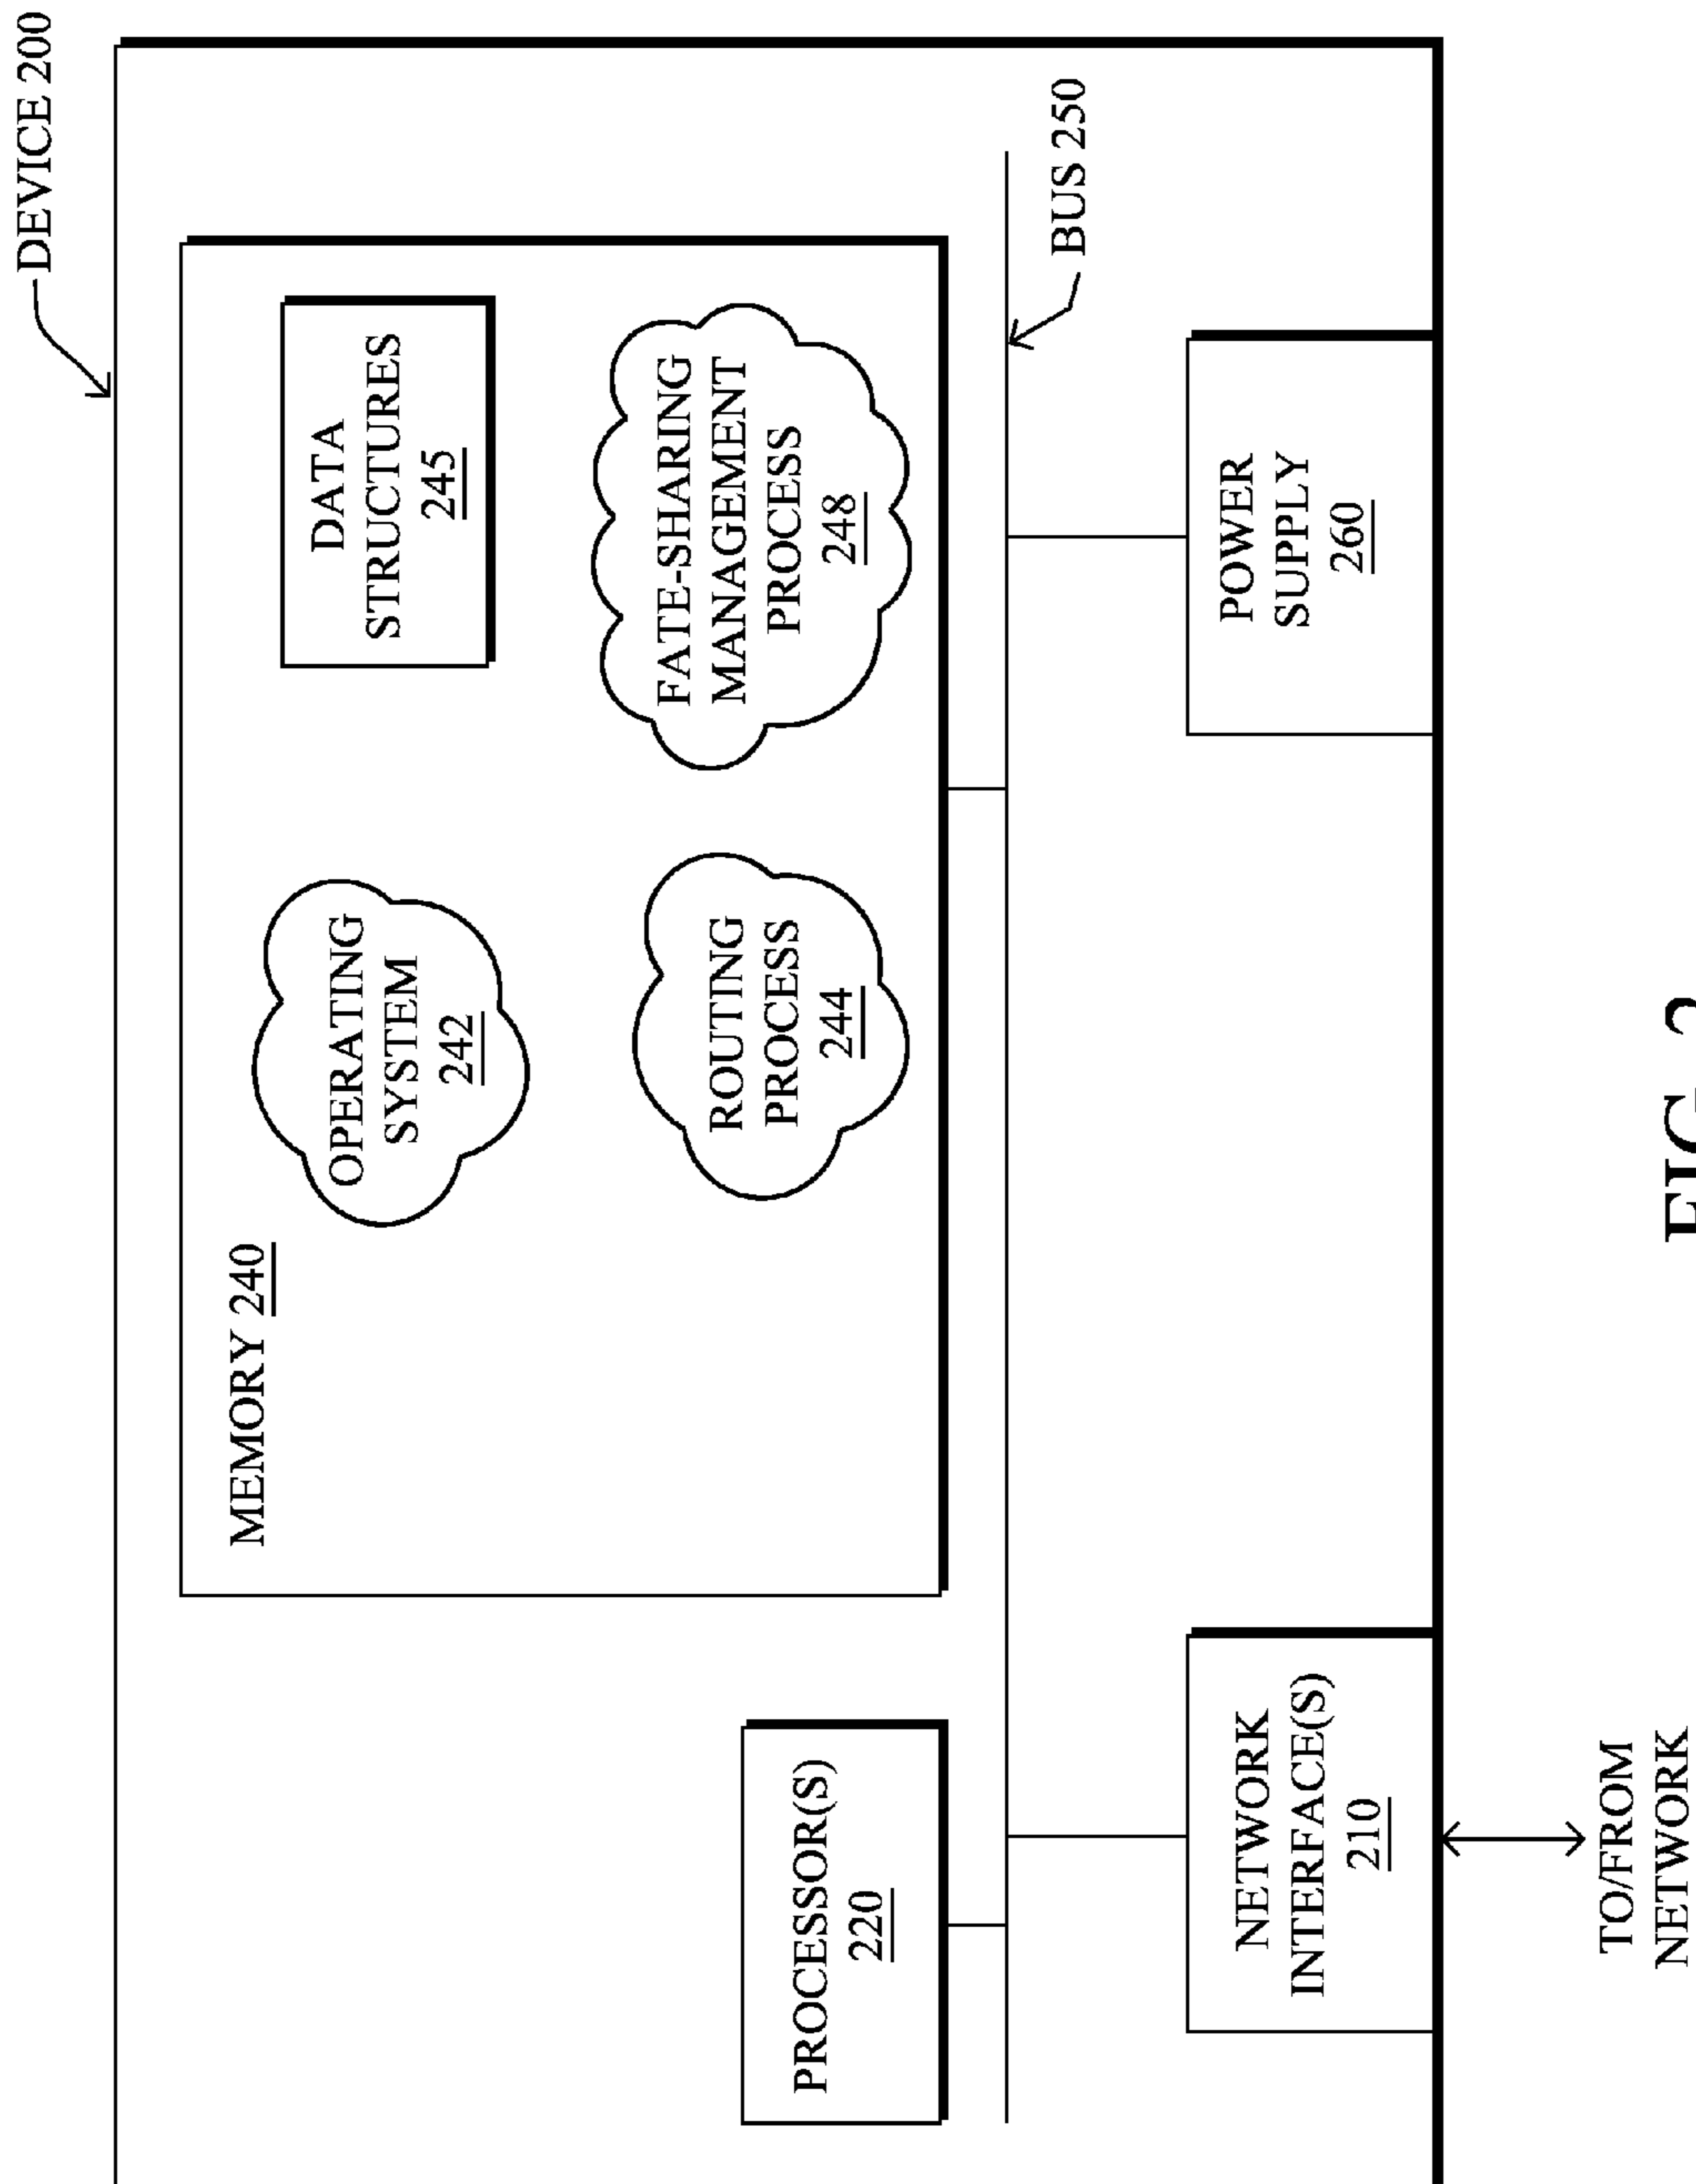 DEVICE 200
MEMORY 240
OPERATING
SYSTEM
242
DATA
STRUCTURES
245
ROUTING
PROCESS
244
FATE-SHARING
MANAGEMENT
PROCESS
248
PROCESSOR(S)
220
BUS 250
NETWORK
INTERFACE(S)
210
POWER
SUPPLY
260
TO/FROM
NETWORK